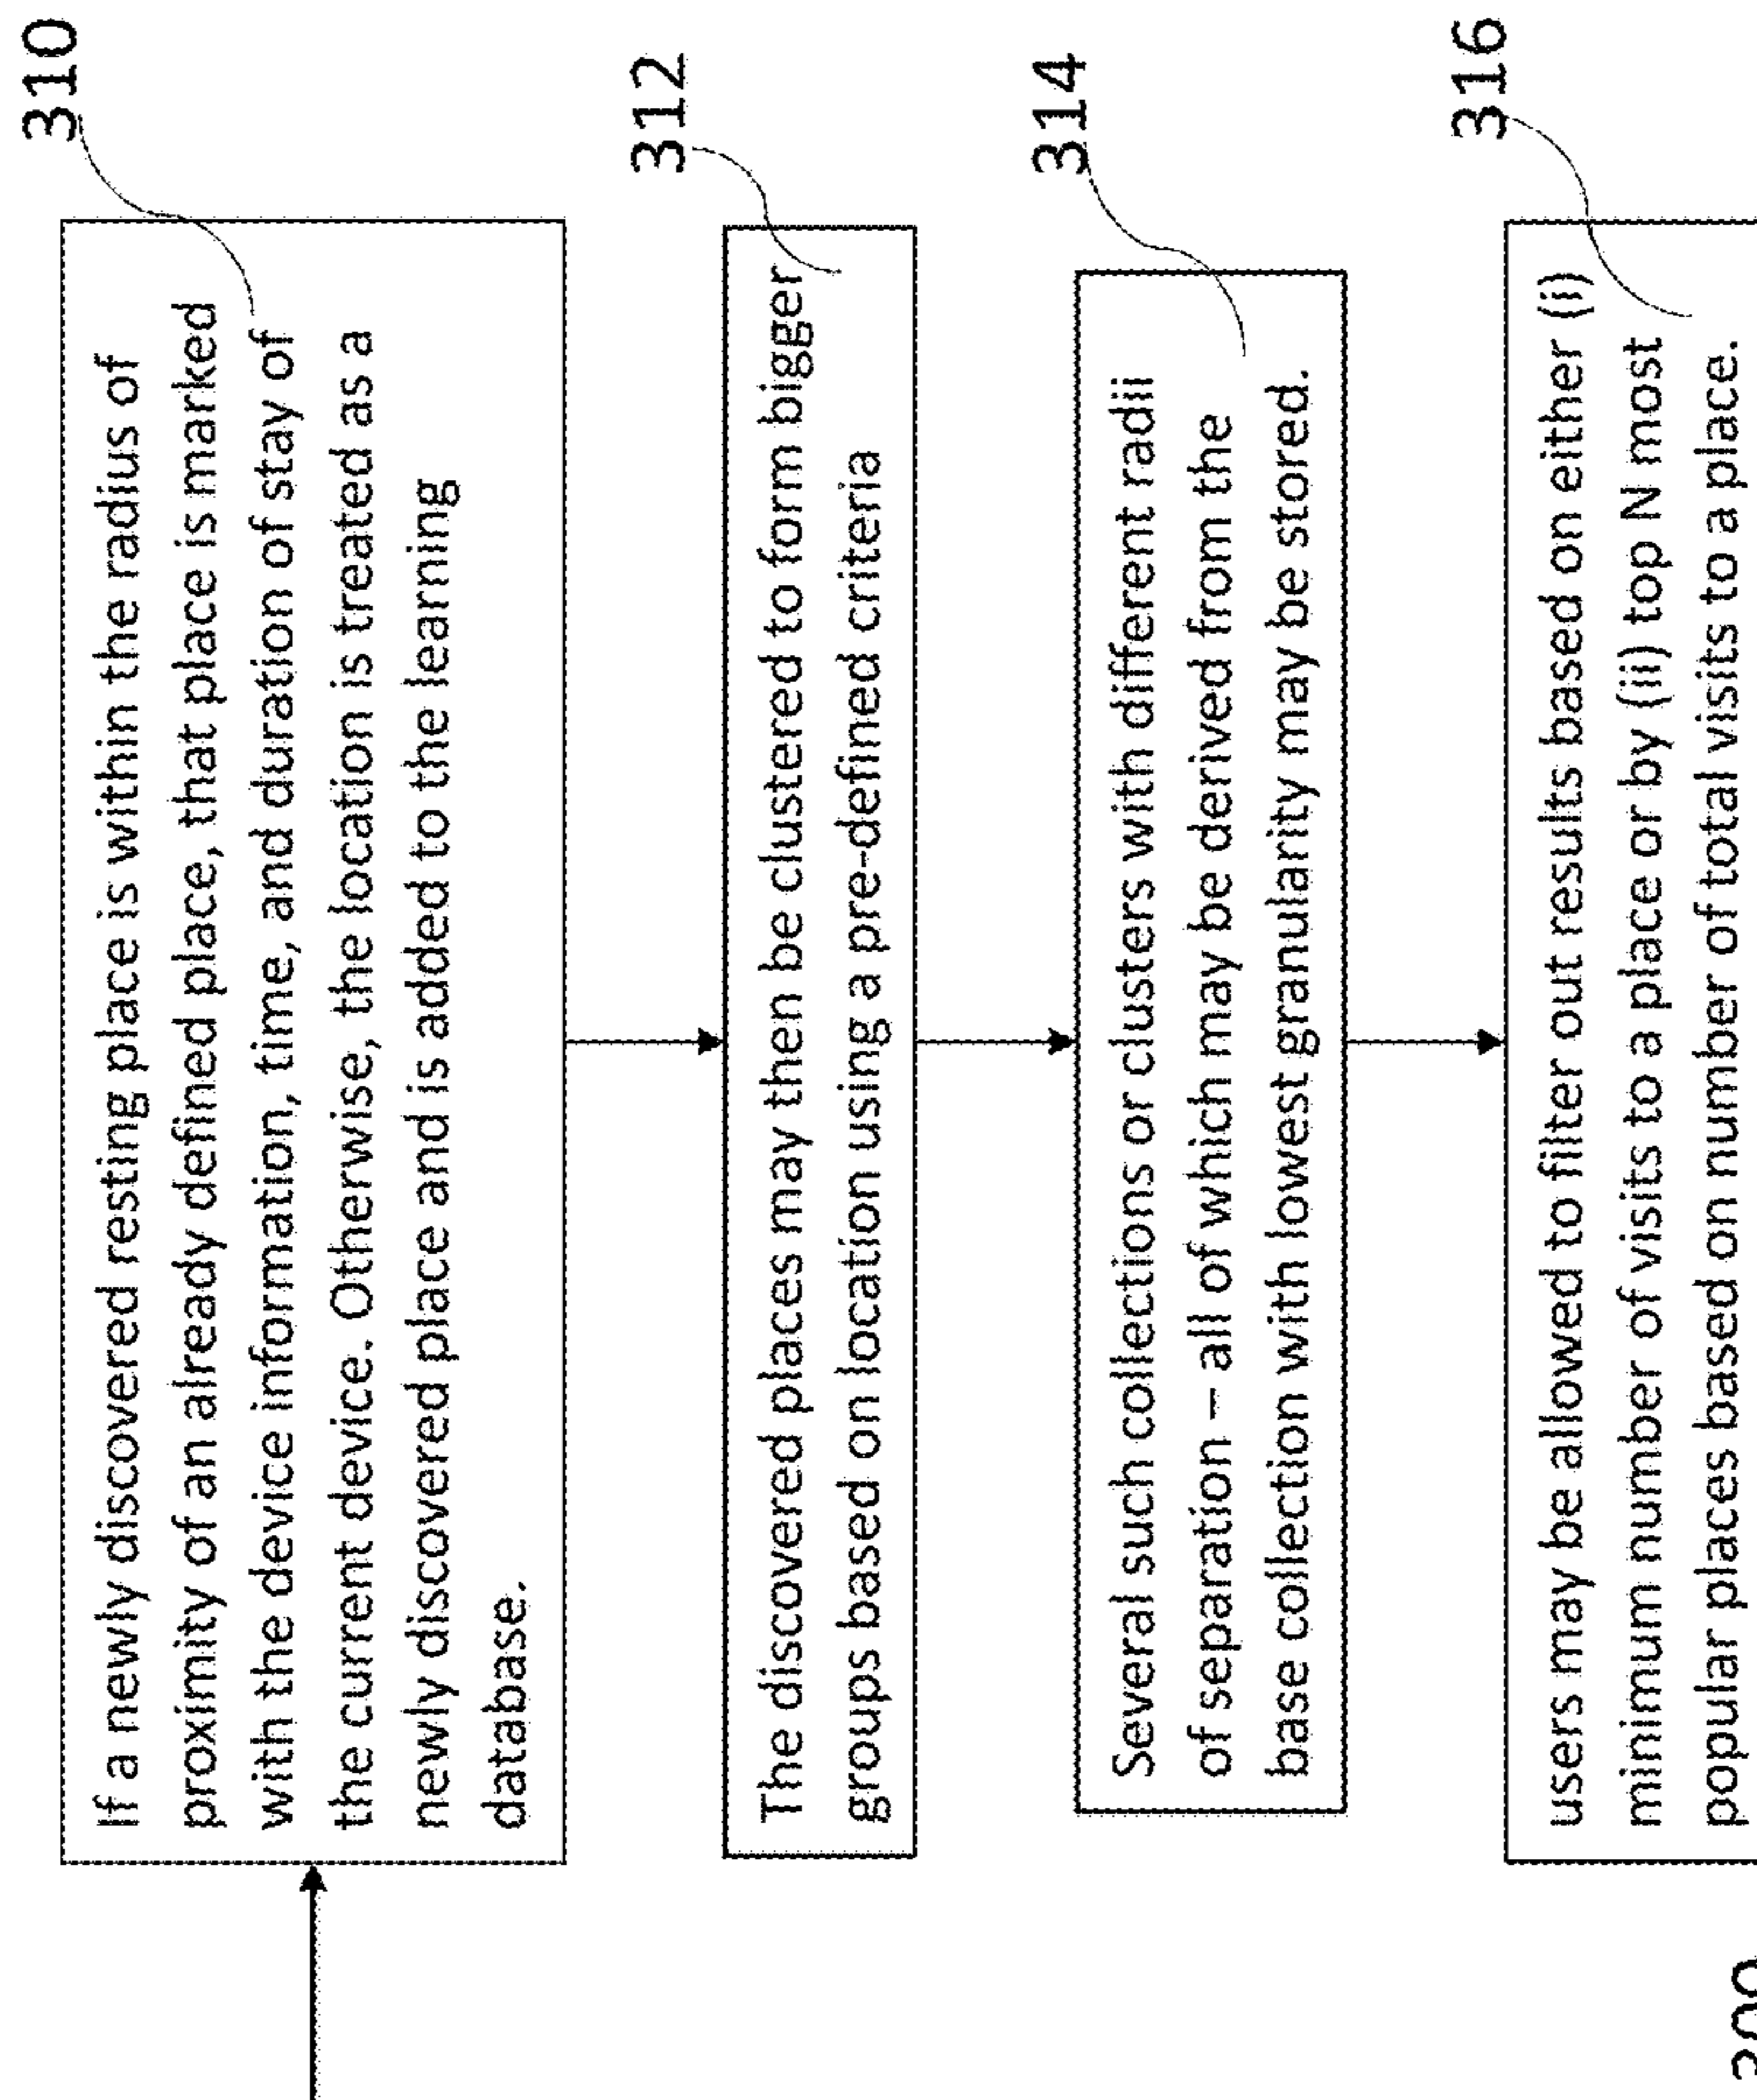 310
If a newly discovered resting place is within the radius of
proximity of an already defined place, that place is marked
with the device information, time, and duration of stay of
the current device. Otherwise, the location is treated as a
newly discovered place and is added to the learning
database.
312
The discovered places may then be clustered to form bigger
groups based on location using a pre-defined criteria
314
Several such collections or clusters with different radii
of separation – all of which may be derived from the
base collection with lowest granularity may be stored.
316
users may be allowed to filter out results based on either (i)
minimum number of visits to a place or by (ii) top N most
popular places based on number of total visits to a place.